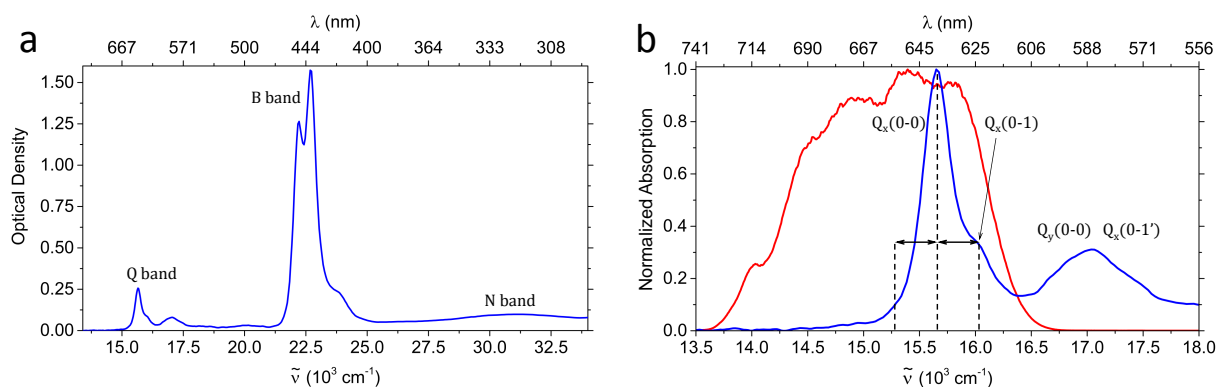 a
λ (nm)
667 571 500 444 400 364 333 308
Optical Density
1.50
1.25
1.00
0.75
0.50
0.25
0.00
B band
Q band
N band
15.0 17.5 20.0 22.5 25.0 27.5 30.0 32.5
ṽ (10³ cm⁻¹)
b
λ (nm)
741 714 690 667 645 625 606 588 571 556
Normalized Absorption
1.0
0.8
0.6
0.4
0.2
0.0
Qₓ(0-0) Qₓ(0-1)
Q_y(0-0) Qₓ(0-1')
13.5 14.0 14.5 15.0 15.5 16.0 16.5 17.0 17.5 18.0
ṽ (10³ cm⁻¹)